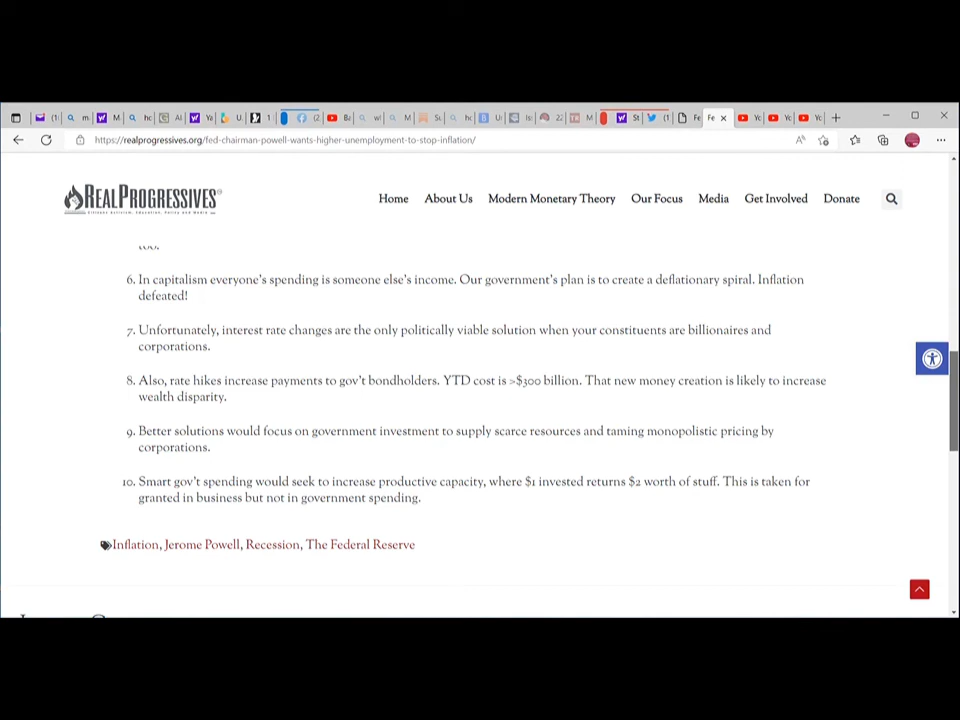 https://realprogressives.org/fed-chairman-powell-wants-higher-unemployment-to-stop-inflation/
REALPROGRESSIVES
Home About Us Modern Monetary Theory Our Focus Media Get Involved Donate
6. In capitalism everyone's spending is someone else's income. Our government's plan is to create a deflationary spiral. Inflation
defeated!
7. Unfortunately, interest rate changes are the only politically viable solution when your constituents are billionaires and
corporations.
8. Also, rate hikes increase payments to gov't bondholders. YTD cost is >$300 billion. That new money creation is likely to increase
wealth disparity.
9. Better solutions would focus on government investment to supply scarce resources and taming monopolistic pricing by
corporations.
10. Smart gov't spending would seek to increase productive capacity, where $1 invested returns $2 worth of stuff. This is taken for
granted in business but not in government spending.
Inflation, Jerome Powell, Recession, The Federal Reserve